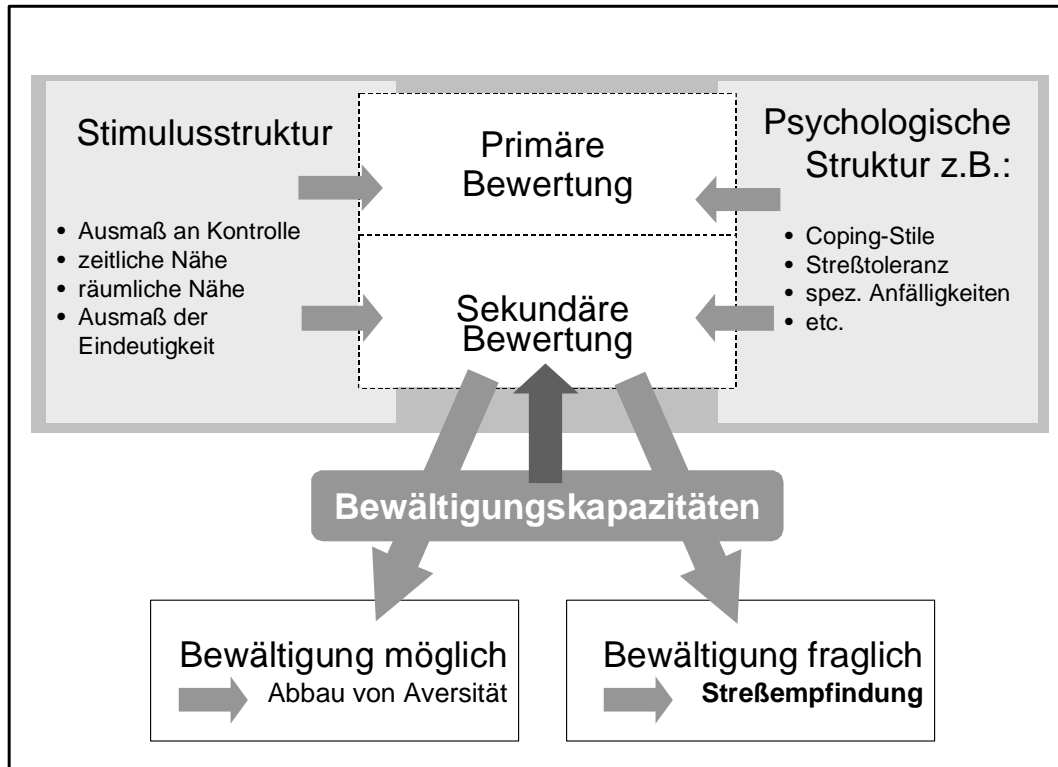 Stimulusstruktur
• Ausmaß an Kontrolle
• zeitliche Nähe
• räumliche Nähe
• Ausmaß der
Eindeutigkeit
Primäre
Bewertung
Sekundäre
Bewertung
Psychologische
Struktur z.B.:
• Coping-Stile
• Streßtoleranz
• spez. Anfälligkeiten
• etc.
Bewältigungskapazitäten
Bewältigung möglich
Abbau von Aversität
Bewältigung fraglich
Streßempfindung